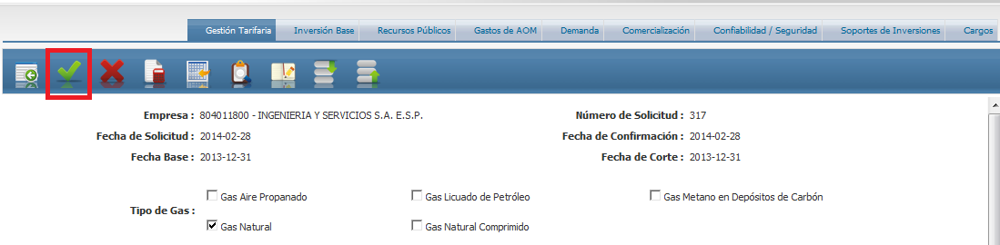 Gestión Tarifaria Inversión Base Recursos Públicos Gastos de AOM Demanda Comercialización Confiabilidad / Seguridad Soportes de Inversiones Cargos
Empresa : 804011800 - INGENIERIA Y SERVICIOS S.A. E.S.P. Número de Solicitud : 317
Fecha de Solicitud : 2014-02-28 Fecha de Confirmación : 2014-02-28
Fecha Base : 2013-12-31 Fecha de Corte : 2013-12-31
Gas Aire Propanado Gas Licuado de Petróleo Gas Metano en Depósitos de Carbón
Tipo de Gas :
Gas Natural Gas Natural Comprimido